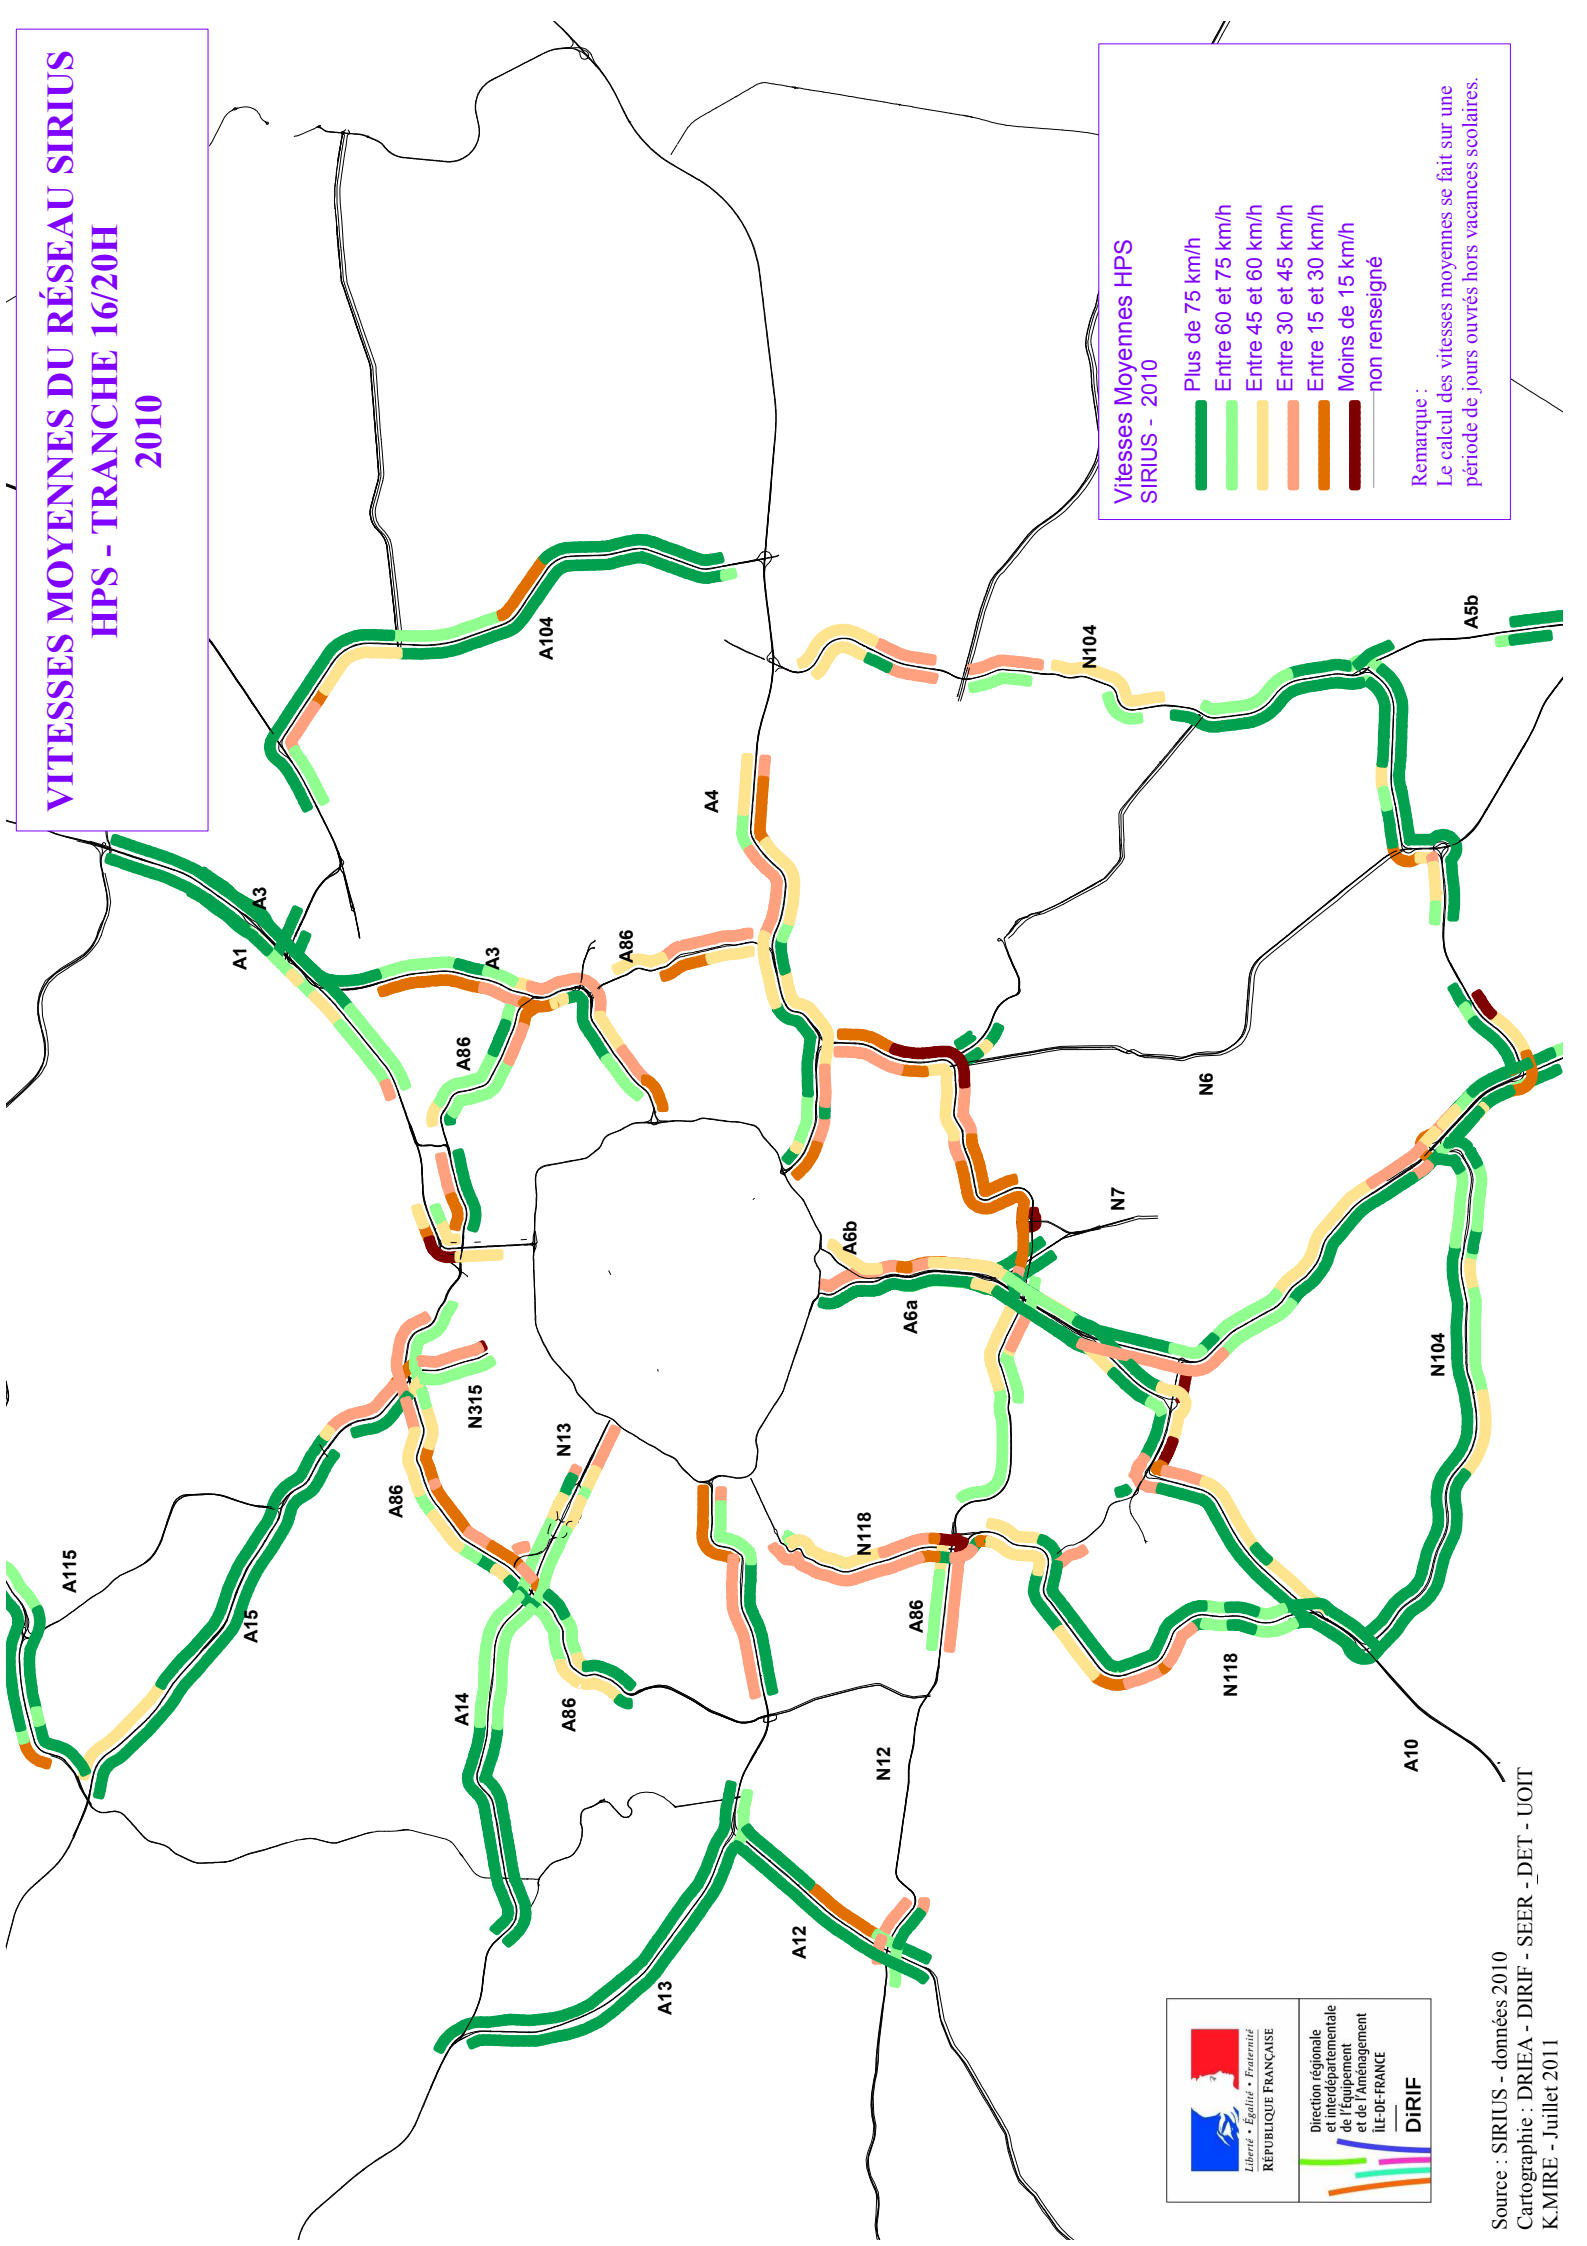 VITESSES MOYENNES DU RÉSEAU SIRIUS
HPS - TRANCHE 16/20H
2010
Vitesses Moyennes HPS
SIRIUS - 2010
Plus de 75 km/h
Entre 60 et 75 km/h
Entre 45 et 60 km/h
Entre 30 et 45 km/h
Entre 15 et 30 km/h
Moins de 15 km/h
non renseigné
Remarque :
Le calcul des vitesses moyennes se fait sur une
période de jours ouvrés hors vacances scolaires.
A115
A15
A14
A86
A86
N315
N13
A1
A3
A3
A86
A86
A104
A4
A13
A12
N12
A86
N118
N118
A10
A6a
A6b
N7
N6
N104
N104
A5b
Liberté • Égalité • Fraternité
RÉPUBLIQUE FRANÇAISE
Direction régionale
et interdépartementale
de l'Équipement
et de l'Aménagement
ÎLE-DE-FRANCE
DiRIF
Source : SIRIUS - données 2010
Cartographie : DRIEA - DIRIF - SEER - DET - UOIT
K.MIRE - Juillet 2011